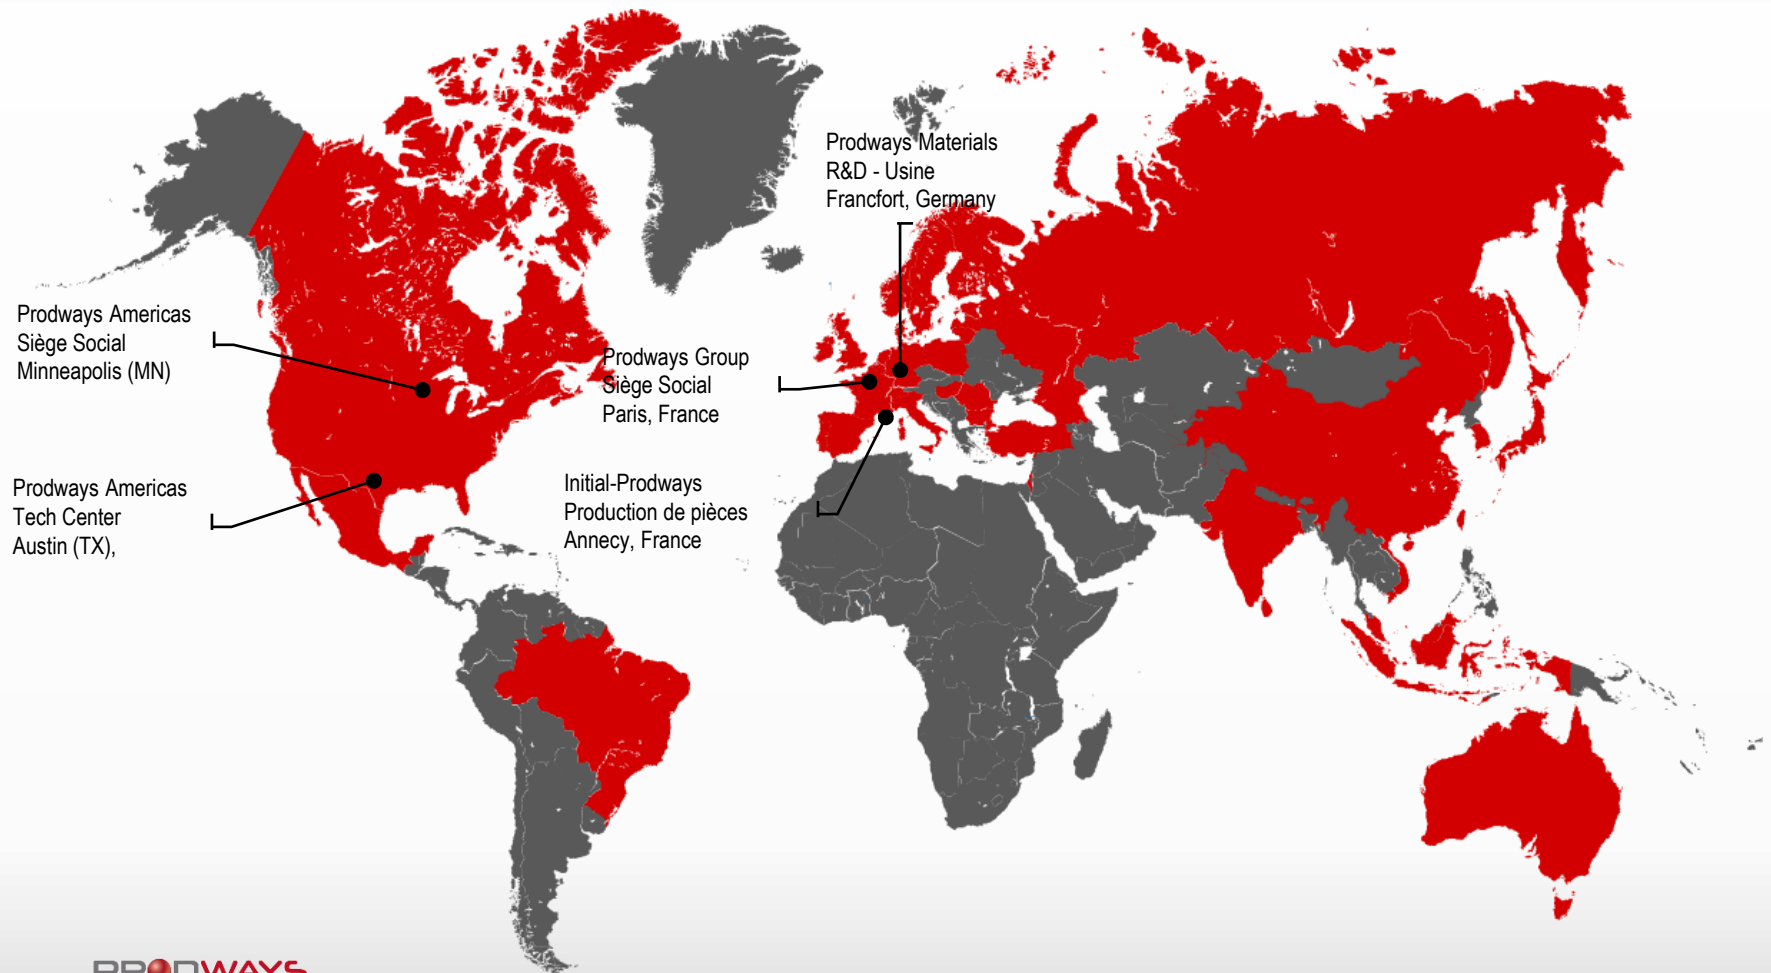 Prodways Materials
R&D - Usine
Francfort, Germany
Prodways Americas
Siège Social
Minneapolis (MN)
Prodways Group
Siège Social
Paris, France
Prodways Americas
Tech Center
Austin (TX),
Initial-Prodways
Production de pièces
Annecy, France
PRODWAYS